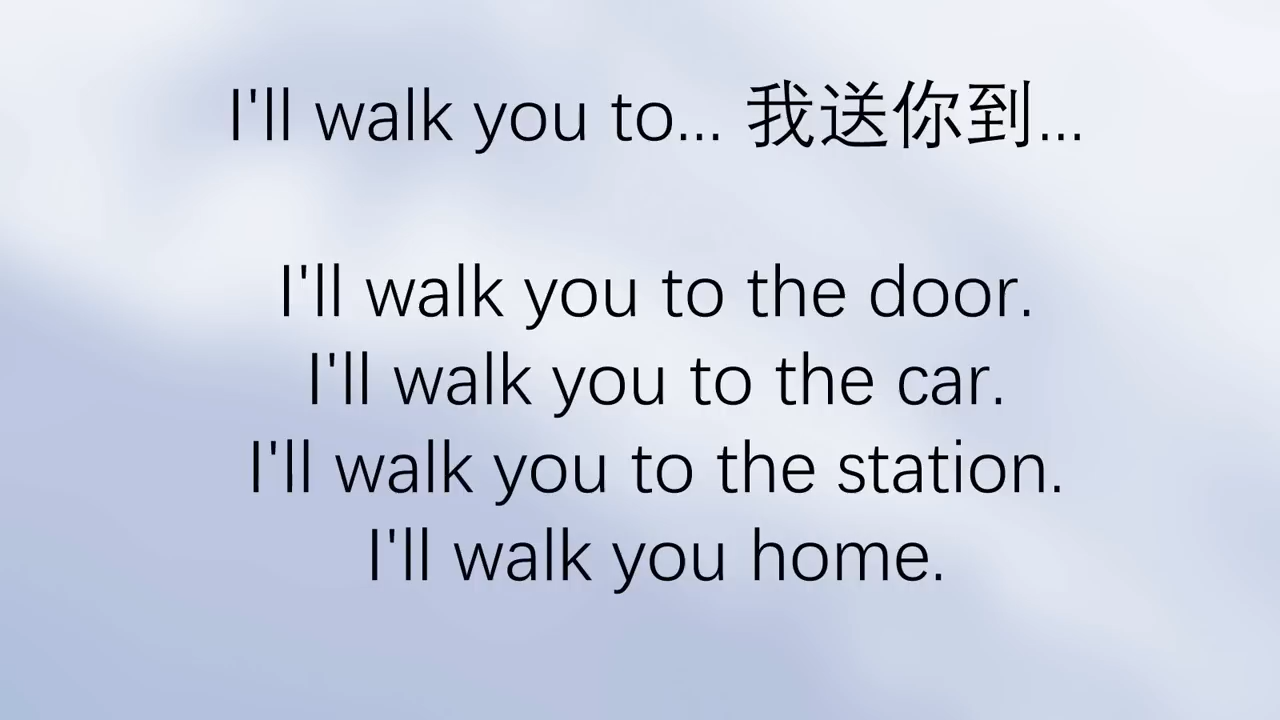 I'll walk you to... 我送你到...
I'll walk you to the door.
I'll walk you to the car.
I'll walk you to the station.
I'll walk you home.